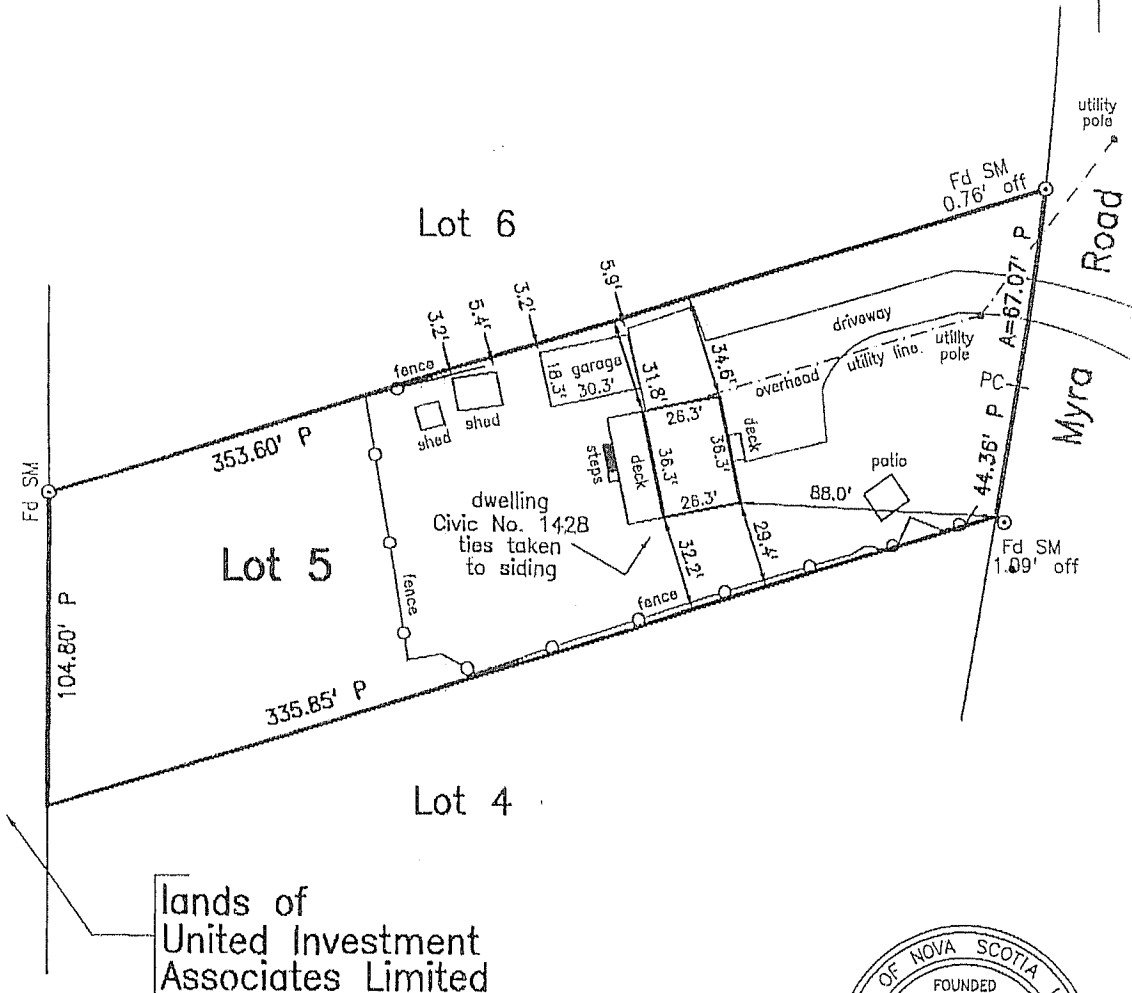 utility
pole
Road
Fd SM
0.76' off
A=67.07' P
Lot 6
5.9'
3.2'
5.4'
3.2'
fence
driveway
34.6'
garage
18.3'
30.3'
31.8'
overhead utility line
utility
pole
PC
Myra
26.3'
353.60' P
shed
shed
steps
deck
36.3'
36.3'
deck
patio
88.0'
44.36' P
Fd SM
dwelling
Civic No. 1428
ties taken
to siding
26.3'
29.4'
32.2'
Fd SM
1.09' off
Lot 5
fence
fence
104.80' P
335.85' P
Lot 4
lands of
United Investment
Associates Limited
OF NOVA SCOTIA
FOUNDED